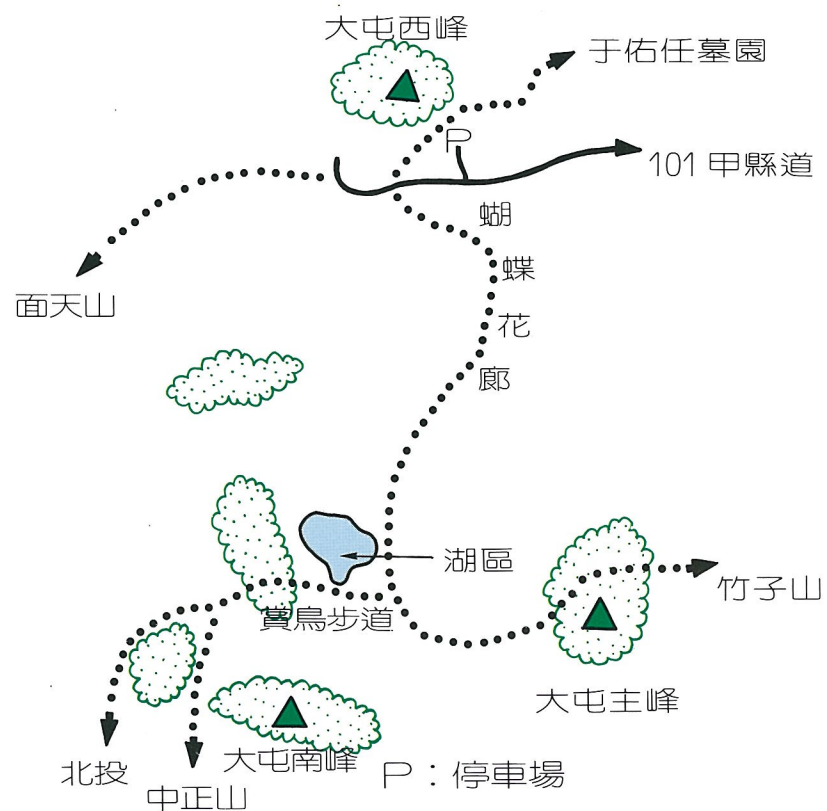 大屯西峰
于佑任墓園
P
101 甲縣道
蝴
蝶
花
廊
面天山
湖區
賞鳥步道
竹子山
大屯主峰
大屯南峰
北投
中正山
P：停車場